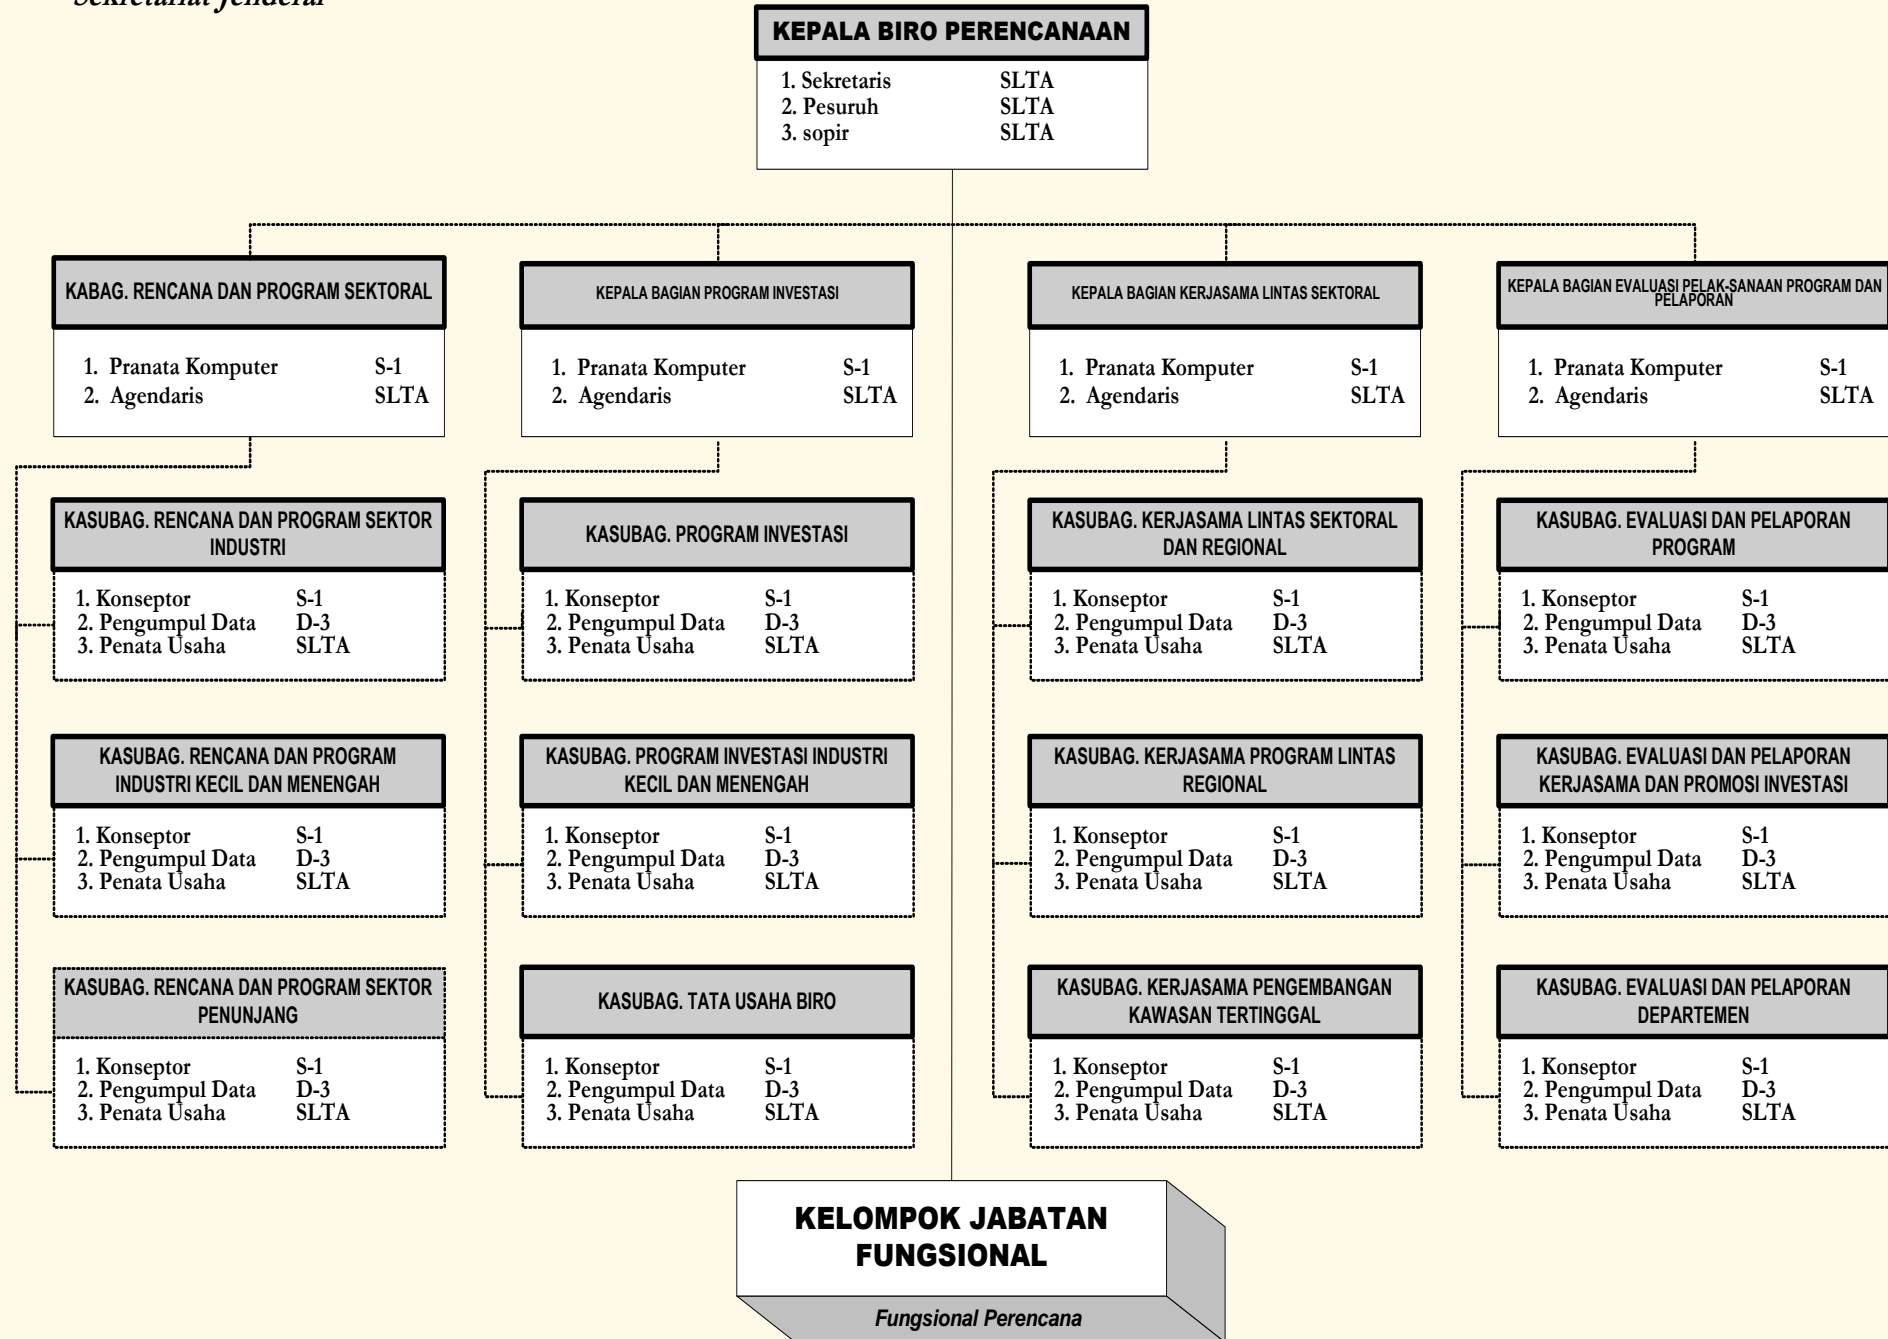 Sekretariat Jenderal
KEPALA BIRO PERENCANAAN
1. Sekretaris SLTA
2. Pesuruh SLTA
3. sopir SLTA
KABAG. RENCANA DAN PROGRAM SEKTORAL
1. Pranata Komputer S-1
2. Agendaris SLTA
KEPALA BAGIAN PROGRAM INVESTASI
1. Pranata Komputer S-1
2. Agendaris SLTA
KEPALA BAGIAN KERJASAMA LINTAS SEKTORAL
1. Pranata Komputer S-1
2. Agendaris SLTA
KEPALA BAGIAN EVALUASI PELAK-SANAAN PROGRAM DAN
PELAPORAN
1. Pranata Komputer S-1
2. Agendaris SLTA
KASUBAG. RENCANA DAN PROGRAM SEKTOR
INDUSTRI
1. Konseptor S-1
2. Pengumpul Data D-3
3. Penata Usaha SLTA
KASUBAG. PROGRAM INVESTASI
1. Konseptor S-1
2. Pengumpul Data D-3
3. Penata Usaha SLTA
KASUBAG. KERJASAMA LINTAS SEKTORAL
DAN REGIONAL
1. Konseptor S-1
2. Pengumpul Data D-3
3. Penata Usaha SLTA
KASUBAG. EVALUASI DAN PELAPORAN
PROGRAM
1. Konseptor S-1
2. Pengumpul Data D-3
3. Penata Usaha SLTA
KASUBAG. RENCANA DAN PROGRAM
INDUSTRI KECIL DAN MENENGAH
1. Konseptor S-1
2. Pengumpul Data D-3
3. Penata Usaha SLTA
KASUBAG. PROGRAM INVESTASI INDUSTRI
KECIL DAN MENENGAH
1. Konseptor S-1
2. Pengumpul Data D-3
3. Penata Usaha SLTA
KASUBAG. KERJASAMA PROGRAM LINTAS
REGIONAL
1. Konseptor S-1
2. Pengumpul Data D-3
3. Penata Usaha SLTA
KASUBAG. EVALUASI DAN PELAPORAN
KERJASAMA DAN PROMOSI INVESTASI
1. Konseptor S-1
2. Pengumpul Data D-3
3. Penata Usaha SLTA
KASUBAG. RENCANA DAN PROGRAM SEKTOR
PENUNJANG
1. Konseptor S-1
2. Pengumpul Data D-3
3. Penata Usaha SLTA
KASUBAG. TATA USAHA BIRO
1. Konseptor S-1
2. Pengumpul Data D-3
3. Penata Usaha SLTA
KASUBAG. KERJASAMA PENGEMBANGAN
KAWASAN TERTINGGAL
1. Konseptor S-1
2. Pengumpul Data D-3
3. Penata Usaha SLTA
KASUBAG. EVALUASI DAN PELAPORAN
DEPARTEMEN
1. Konseptor S-1
2. Pengumpul Data D-3
3. Penata Usaha SLTA
KELOMPOK JABATAN
FUNGSIONAL
Fungsional Perencana